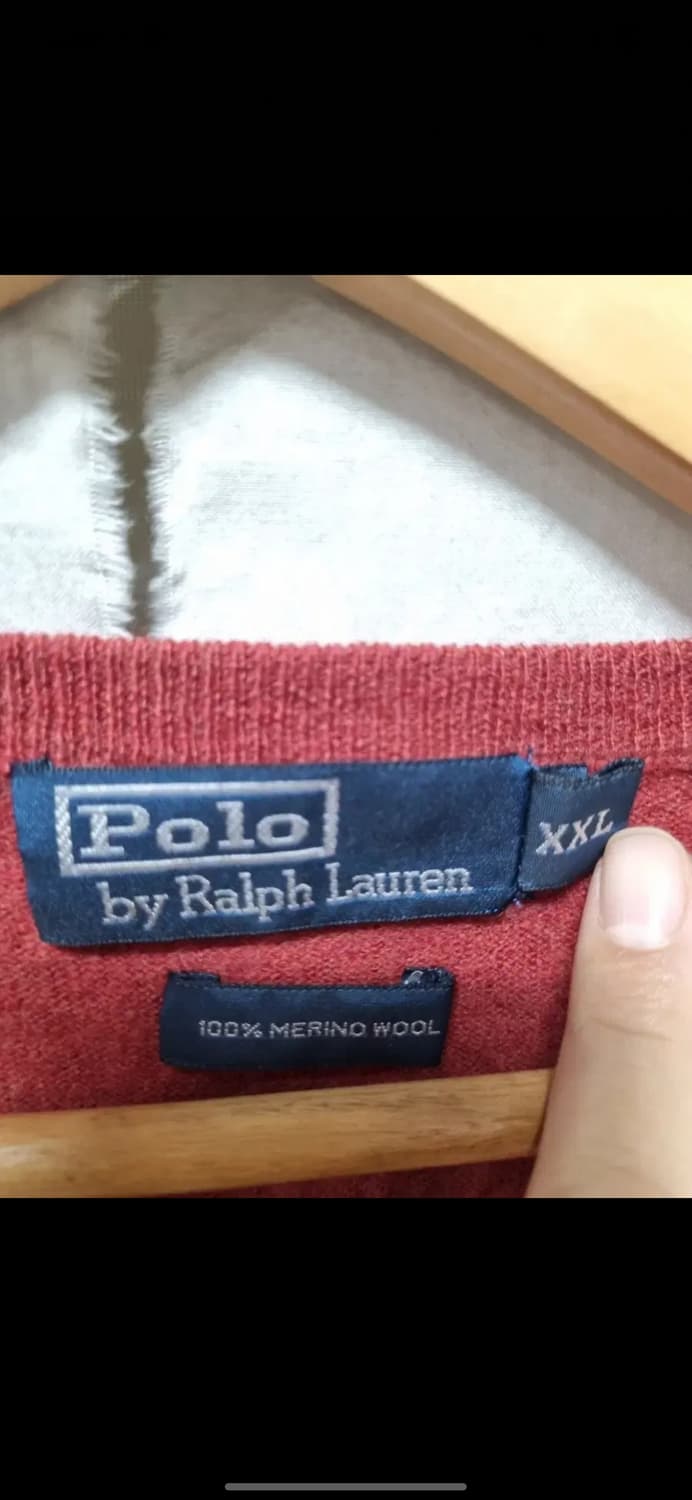 Polo
by Ralph Lauren
XXL
100% MERINO WOOL